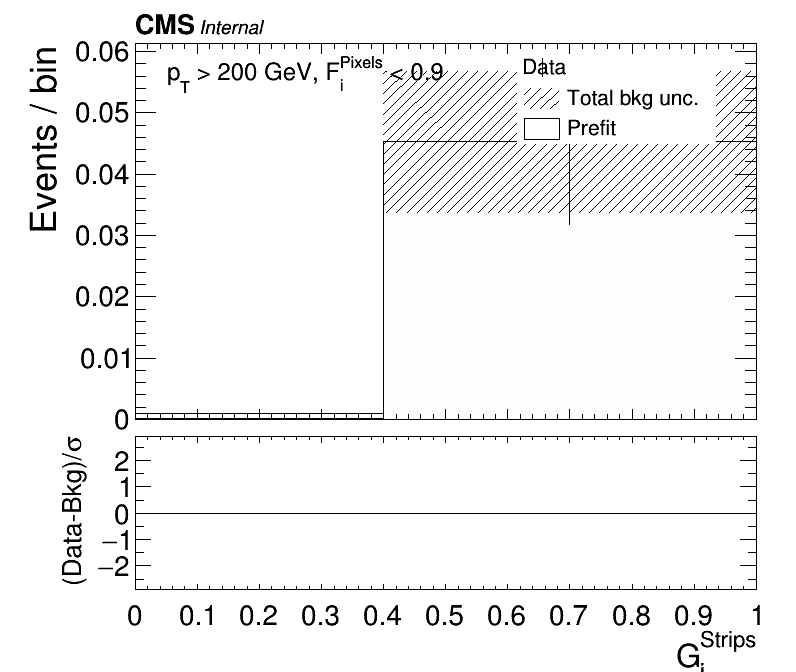 CMS Internal
Events / bin
p_T > 200 GeV, F_i^Pixels < 0.9
Data
Total bkg unc.
Prefit
0.06
0.05
0.04
0.03
0.02
0.01
0
(Data-Bkg)/σ
2
1
0
−1
−2
0 0.1 0.2 0.3 0.4 0.5 0.6 0.7 0.8 0.9 1
G_i^Strips